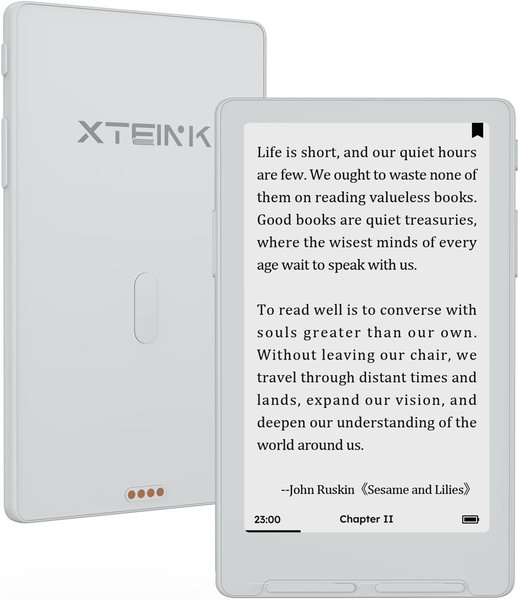 XTEINK
Life is short, and our quiet hours
are few. We ought to waste none of
them on reading valueless books.
Good books are quiet treasuries,
where the wisest minds of every
age wait to speak with us.
To read well is to converse with
souls greater than our own.
Without leaving our chair, we
travel through distant times and
lands, expand our vision, and
deepen our understanding of the
world around us.
--John Ruskin《Sesame and Lilies》
23:00 Chapter II